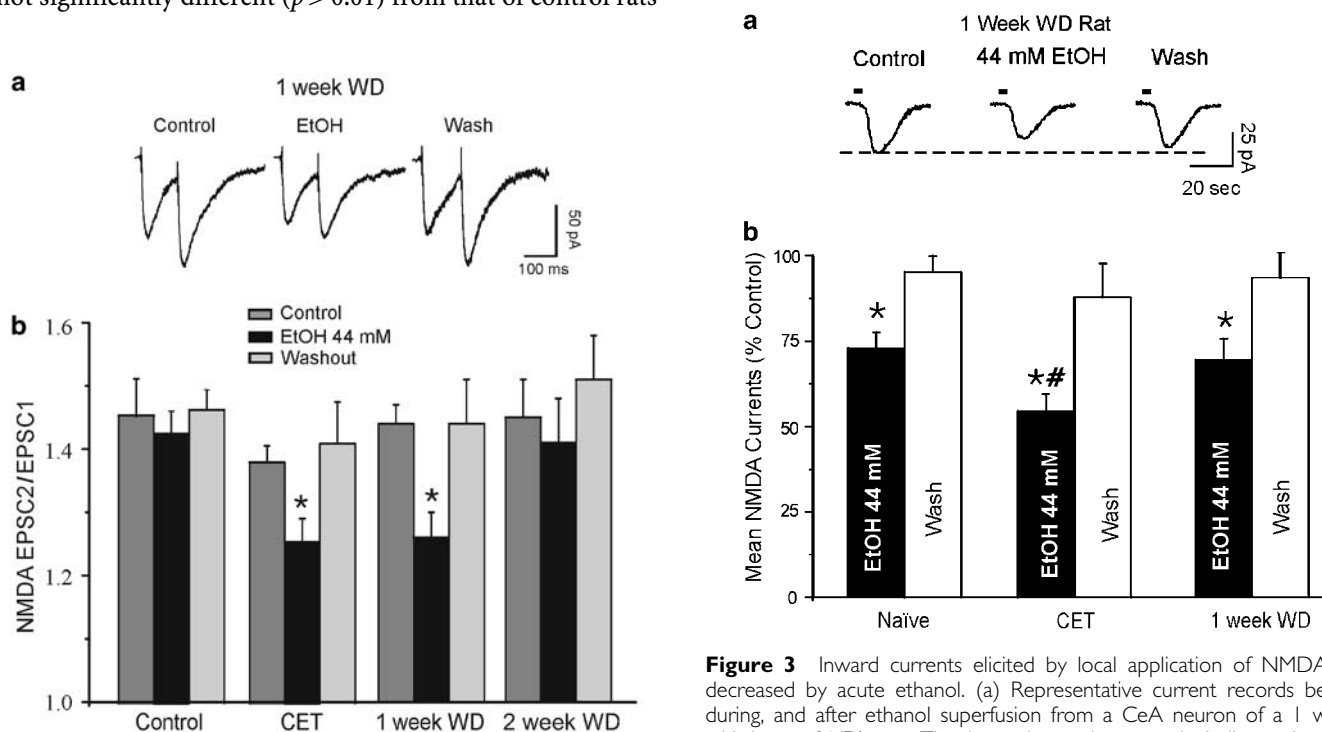 not significantly different (p > 0.01) from that of control rats
a
1 week WD
Control EtOH Wash
50 pA
100 ms
b
Control
EtOH 44 mM
Washout
NMDA EPSC2/EPSC1
1.6
1.4
1.2
1.0
* *
Control CET 1 week WD 2 week WD
a
1 Week WD Rat
Control 44 mM EtOH Wash
25 pA
20 sec
b
Mean NMDA Currents (% Control)
100
75
50
25
0
* *# *
EtOH 44 mM Wash EtOH 44 mM Wash EtOH 44 mM Wash
Naïve CET 1 week WD
Figure 3 Inward currents elicited by local application of NMDA
decreased by acute ethanol. (a) Representative current records be
during, and after ethanol superfusion from a CeA neuron of a 1 w